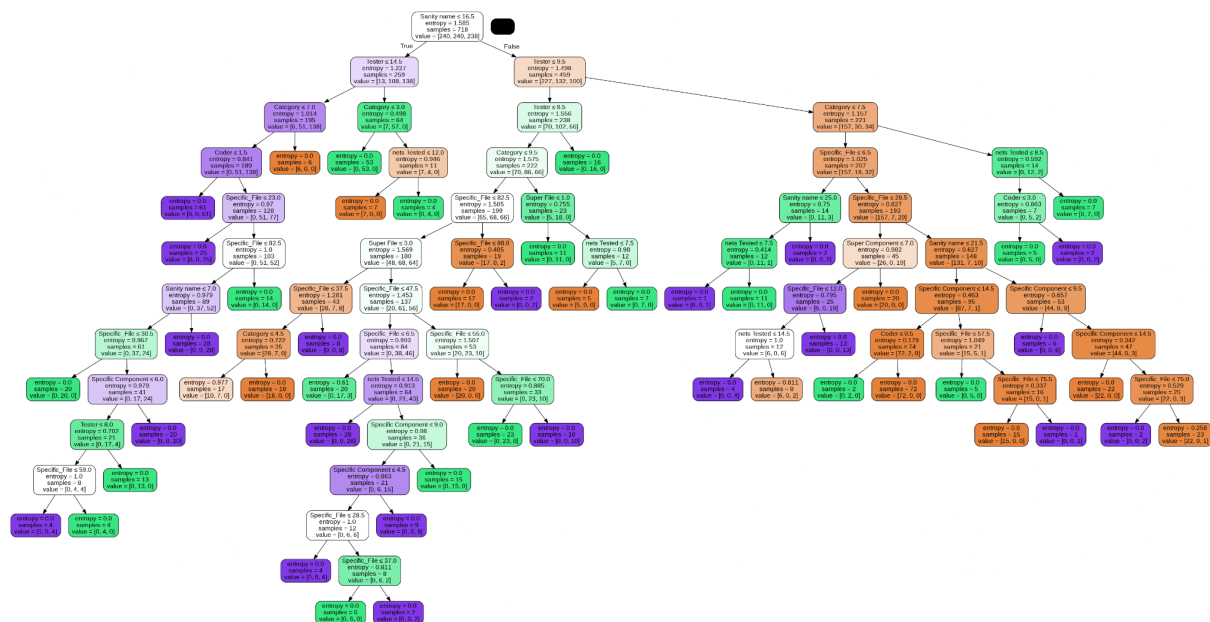 Sanity name ≤ 16.5
entropy = 1.585
samples = 718
value = [240, 240, 238]
True
False
Tester ≤ 14.5
entropy = 1.227
samples = 259
value = [13, 108, 138]
Tester ≤ 9.5
entropy = 1.498
samples = 459
value = [227, 132, 100]
Category ≤ 7.0
entropy = 1.014
samples = 195
value = [6, 51, 138]
Category ≤ 3.0
entropy = 0.498
samples = 64
value = [7, 57, 0]
Tester ≤ 8.5
entropy = 1.556
samples = 238
value = [70, 102, 66]
Category ≤ 7.5
entropy = 1.157
samples = 221
value = [157, 30, 34]
Coder ≤ 1.5
entropy = 0.841
samples = 189
value = [0, 51, 138]
entropy = 0.0
samples = 6
value = [6, 0, 0]
entropy = 0.0
samples = 53
value = [0, 53, 0]
nets Tested ≤ 12.0
entropy = 0.946
samples = 11
value = [7, 4, 0]
Category ≤ 9.5
entropy = 1.575
samples = 222
value = [70, 86, 66]
entropy = 0.0
samples = 16
value = [0, 16, 0]
Specific_File ≤ 6.5
entropy = 1.025
samples = 207
value = [157, 18, 32]
nets Tested ≤ 8.5
entropy = 0.592
samples = 14
value = [0, 12, 2]
entropy = 0.0
samples = 61
value = [0, 0, 61]
Specific_File ≤ 23.0
entropy = 0.97
samples = 128
value = [0, 51, 77]
entropy = 0.0
samples = 7
value = [7, 0, 0]
entropy = 0.0
samples = 4
value = [0, 4, 0]
Specific_File ≤ 82.5
entropy = 1.585
samples = 199
value = [65, 68, 66]
Super File ≤ 1.0
entropy = 0.755
samples = 23
value = [5, 18, 0]
Sanity name ≤ 25.0
entropy = 0.75
samples = 14
value = [0, 11, 3]
Specific_File ≤ 28.5
entropy = 0.827
samples = 193
value = [157, 7, 29]
Coder ≤ 3.0
entropy = 0.863
samples = 7
value = [0, 5, 2]
entropy = 0.0
samples = 7
value = [0, 7, 0]
entropy = 0.0
samples = 25
value = [0, 0, 25]
Specific_File ≤ 82.5
entropy = 1.0
samples = 103
value = [0, 51, 52]
Super File ≤ 3.0
entropy = 1.569
samples = 180
value = [48, 68, 64]
Specific_File ≤ 88.0
entropy = 0.485
samples = 19
value = [17, 0, 2]
entropy = 0.0
samples = 11
value = [0, 11, 0]
nets Tested ≤ 7.5
entropy = 0.98
samples = 12
value = [5, 7, 0]
nets Tested ≤ 7.5
entropy = 0.414
samples = 12
value = [0, 11, 1]
entropy = 0.0
samples = 2
value = [0, 0, 2]
Super Component ≤ 7.0
entropy = 0.982
samples = 45
value = [26, 0, 19]
Sanity name ≤ 21.5
entropy = 0.627
samples = 148
value = [131, 7, 10]
entropy = 0.0
samples = 5
value = [0, 5, 0]
entropy = 0.0
samples = 2
value = [0, 0, 2]
Sanity name ≤ 7.0
entropy = 0.979
samples = 89
value = [0, 37, 52]
entropy = 0.0
samples = 14
value = [0, 14, 0]
Specific_File ≤ 37.5
entropy = 1.281
samples = 43
value = [28, 7, 8]
Specific_File ≤ 47.5
entropy = 1.453
samples = 137
value = [20, 61, 56]
entropy = 0.0
samples = 17
value = [17, 0, 0]
entropy = 0.0
samples = 2
value = [0, 0, 2]
entropy = 0.0
samples = 5
value = [5, 0, 0]
entropy = 0.0
samples = 7
value = [0, 7, 0]
entropy = 0.0
samples = 1
value = [0, 0, 1]
entropy = 0.0
samples = 11
value = [0, 11, 0]
Specific_File ≤ 12.0
entropy = 0.795
samples = 25
value = [6, 0, 19]
entropy = 0.0
samples = 20
value = [20, 0, 0]
Specific Component ≤ 14.5
entropy = 0.463
samples = 95
value = [87, 7, 1]
Specific Component ≤ 9.5
entropy = 0.657
samples = 53
value = [44, 0, 9]
Specific_File ≤ 30.5
entropy = 0.967
samples = 61
value = [0, 37, 24]
entropy = 0.0
samples = 28
value = [0, 0, 28]
Category ≤ 4.5
entropy = 0.722
samples = 35
value = [28, 7, 0]
entropy = 0.0
samples = 8
value = [0, 0, 8]
Specific_File ≤ 6.5
entropy = 0.993
samples = 84
value = [0, 38, 46]
Specific_File ≤ 55.0
entropy = 1.507
samples = 53
value = [20, 23, 10]
nets Tested ≤ 14.5
entropy = 1.0
samples = 12
value = [6, 0, 6]
entropy = 0.0
samples = 13
value = [0, 0, 13]
Coder ≤ 0.5
entropy = 0.179
samples = 74
value = [72, 2, 0]
Specific_File ≤ 57.5
entropy = 1.049
samples = 21
value = [15, 5, 1]
entropy = 0.0
samples = 6
value = [0, 0, 6]
Specific Component ≤ 14.5
entropy = 0.342
samples = 47
value = [44, 0, 3]
entropy = 0.0
samples = 20
value = [0, 20, 0]
Specific Component ≤ 6.0
entropy = 0.979
samples = 41
value = [0, 17, 24]
entropy = 0.977
samples = 17
value = [10, 7, 0]
entropy = 0.0
samples = 18
value = [18, 0, 0]
entropy = 0.61
samples = 20
value = [0, 17, 3]
nets Tested ≤ 14.5
entropy = 0.913
samples = 64
value = [0, 21, 43]
entropy = 0.0
samples = 20
value = [20, 0, 0]
Specific_File ≤ 70.0
entropy = 0.885
samples = 33
value = [0, 23, 10]
entropy = 0.0
samples = 4
value = [0, 0, 4]
entropy = 0.811
samples = 8
value = [6, 0, 2]
entropy = 0.0
samples = 2
value = [0, 2, 0]
entropy = 0.0
samples = 72
value = [72, 0, 0]
entropy = 0.0
samples = 5
value = [0, 5, 0]
Specific_File ≤ 75.5
entropy = 0.337
samples = 16
value = [15, 0, 1]
entropy = 0.0
samples = 22
value = [22, 0, 0]
Specific_File ≤ 75.0
entropy = 0.529
samples = 25
value = [22, 0, 3]
Tester ≤ 8.0
entropy = 0.702
samples = 21
value = [0, 17, 4]
entropy = 0.0
samples = 20
value = [0, 0, 20]
entropy = 0.0
samples = 28
value = [0, 0, 28]
Specific Component ≤ 9.0
entropy = 0.98
samples = 36
value = [0, 21, 15]
entropy = 0.0
samples = 23
value = [0, 23, 0]
entropy = 0.0
samples = 10
value = [0, 0, 10]
entropy = 0.0
samples = 15
value = [15, 0, 0]
entropy = 0.0
samples = 1
value = [0, 0, 1]
entropy = 0.0
samples = 2
value = [0, 0, 2]
entropy = 0.258
samples = 23
value = [22, 0, 1]
Specific_File ≤ 59.0
entropy = 1.0
samples = 8
value = [0, 4, 4]
entropy = 0.0
samples = 13
value = [0, 13, 0]
Specific Component ≤ 4.5
entropy = 0.863
samples = 21
value = [0, 6, 15]
entropy = 0.0
samples = 15
value = [0, 15, 0]
entropy = 0.0
samples = 4
value = [0, 0, 4]
entropy = 0.0
samples = 4
value = [0, 4, 0]
Specific_File ≤ 28.5
entropy = 1.0
samples = 12
value = [0, 6, 6]
entropy = 0.0
samples = 9
value = [0, 0, 9]
entropy = 0.0
samples = 4
value = [0, 0, 4]
Specific_File ≤ 37.0
entropy = 0.811
samples = 8
value = [0, 6, 2]
entropy = 0.0
samples = 6
value = [0, 6, 0]
entropy = 0.0
samples = 2
value = [0, 0, 2]